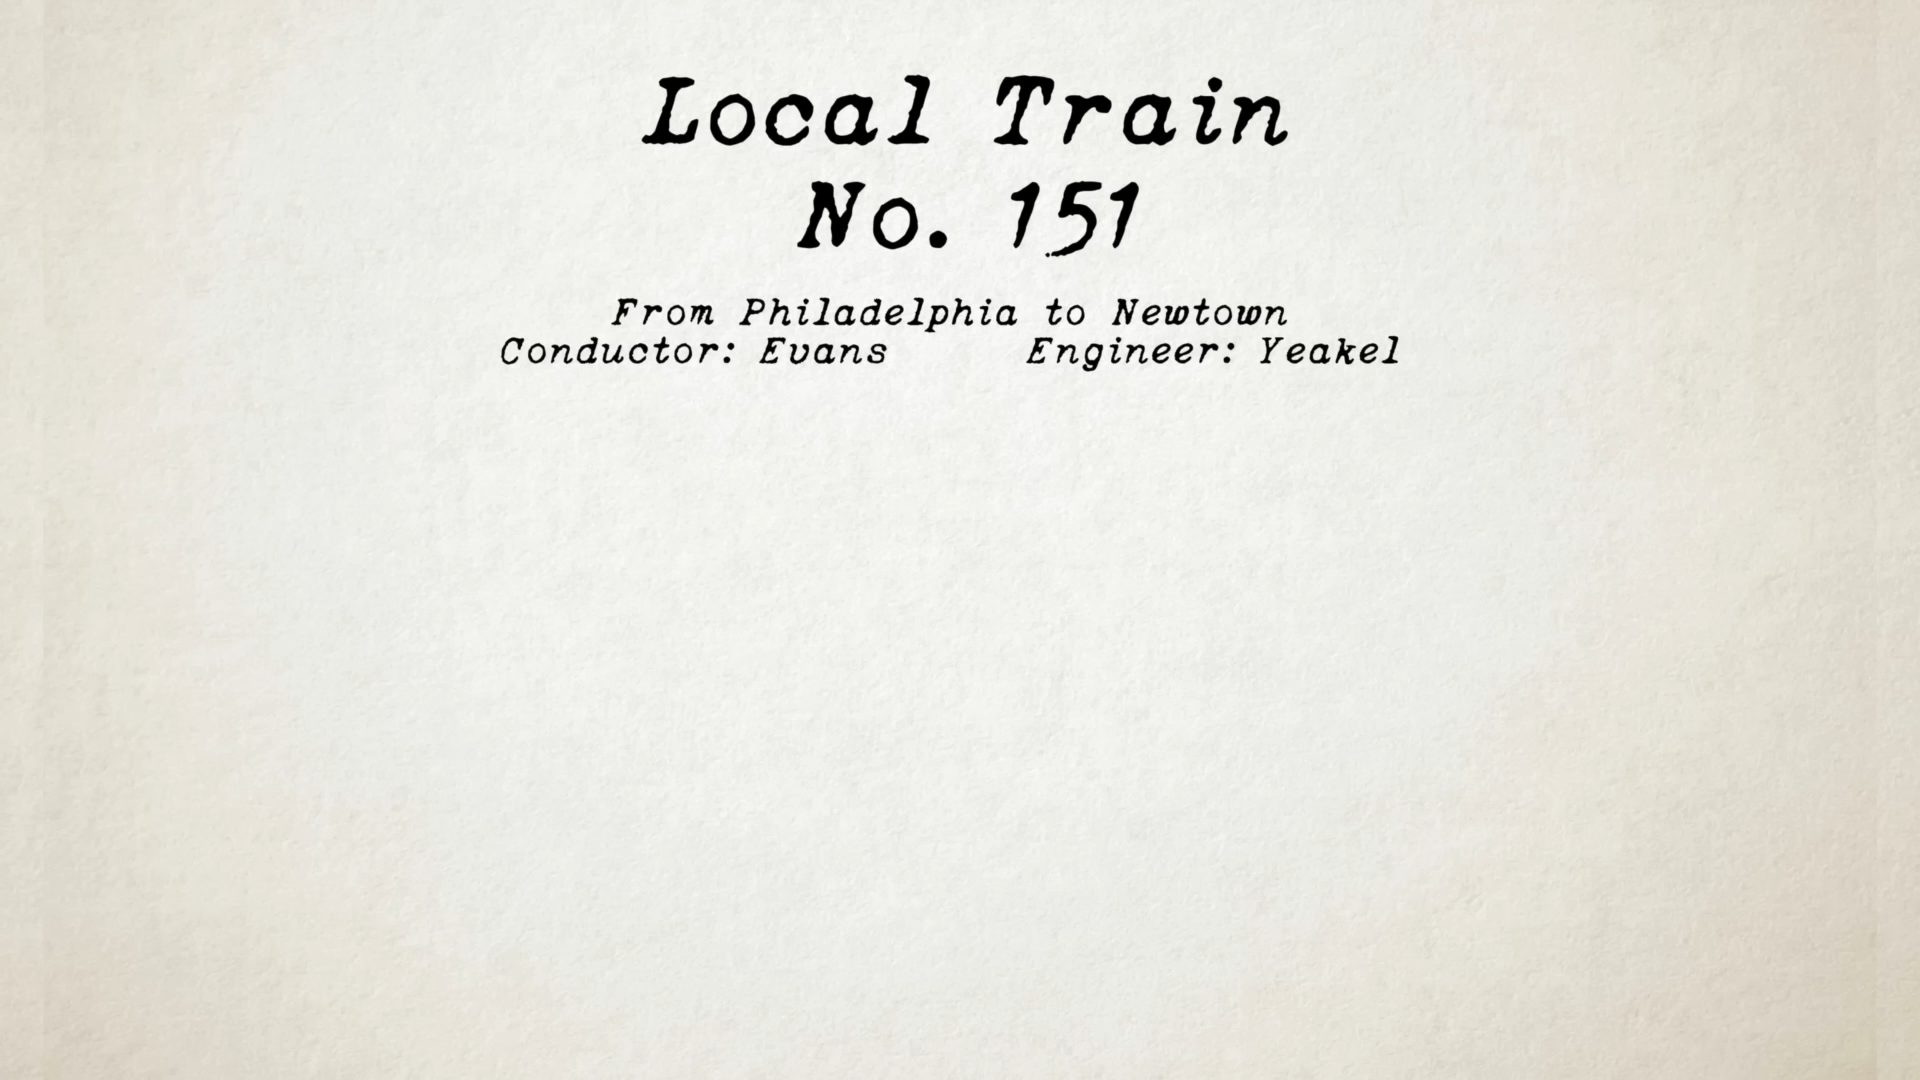 Local Train
No. 151
From Philadelphia to Newtown
Conductor: Evans Engineer: Yeakel